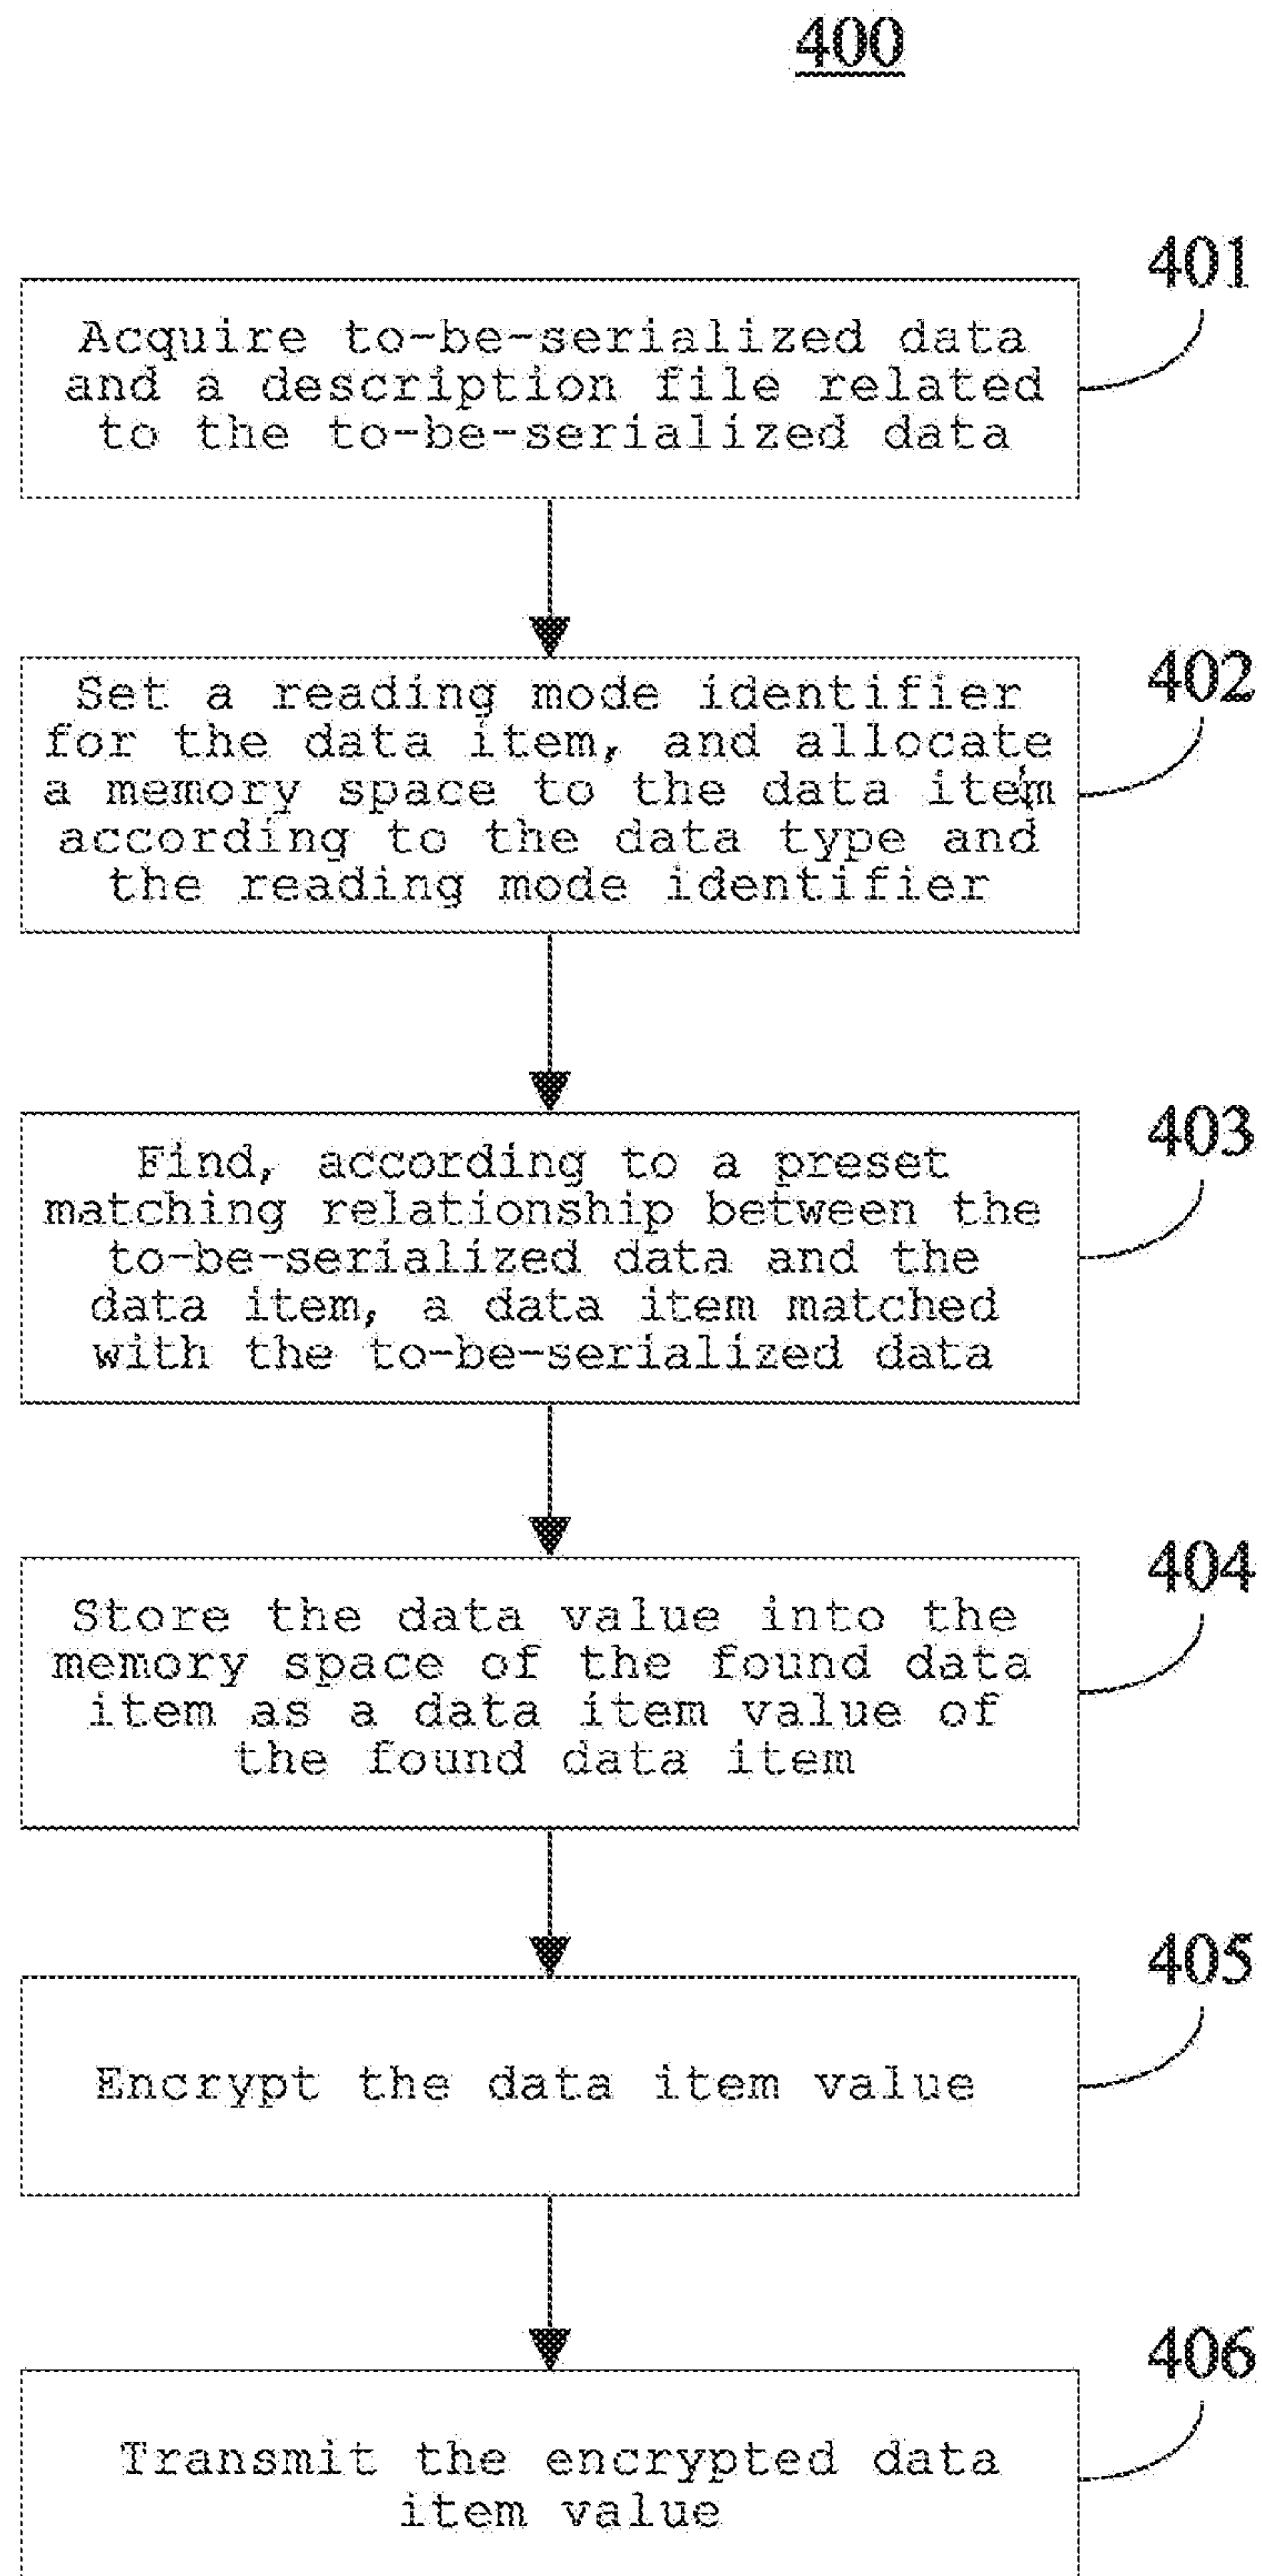 400
401
Acquire to-be-serialized data
and a description file related
to the to-be-serialized data
402
Set a reading mode identifier
for the data item, and allocate
a memory space to the data item
according to the data type and
the reading mode identifier
403
Find, according to a preset
matching relationship between the
to-be-serialized data and the
data item, a data item matched
with the to-be-serialized data
404
Store the data value into the
memory space of the found data
item as a data item value of
the found data item
405
Encrypt the data item value
406
Transmit the encrypted data
item value